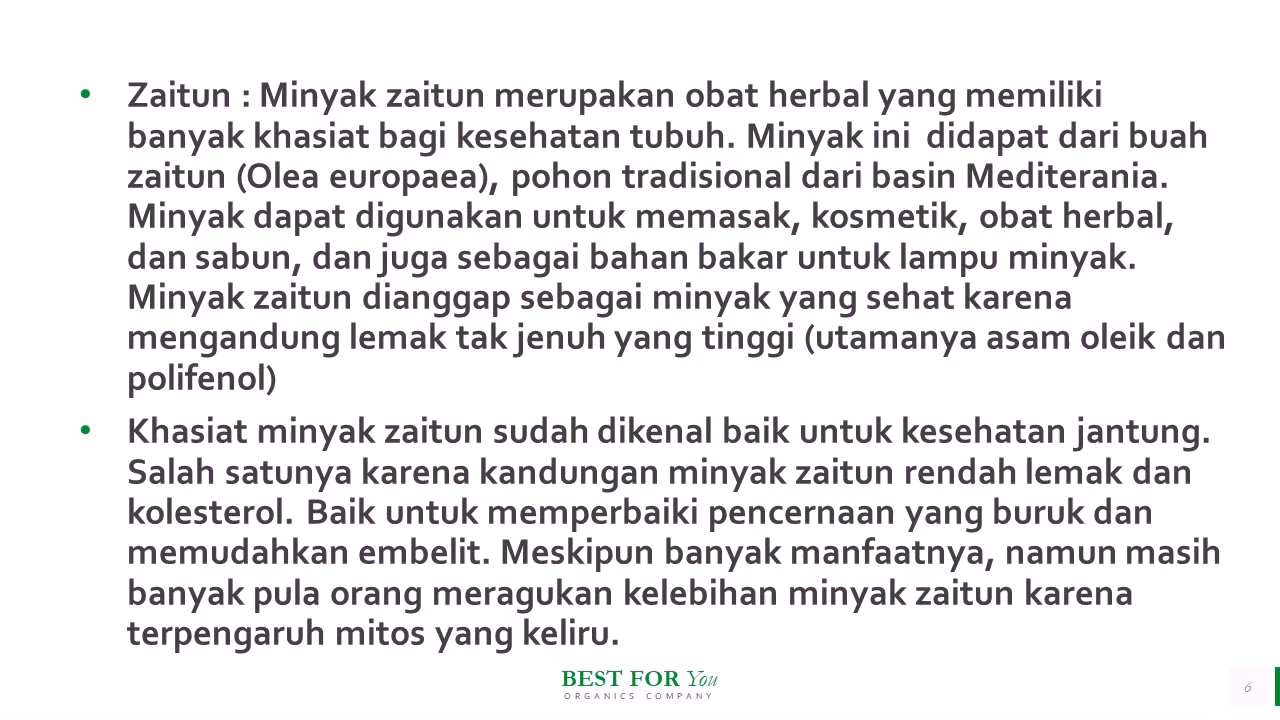 • Zaitun : Minyak zaitun merupakan obat herbal yang memiliki
banyak khasiat bagi kesehatan tubuh. Minyak ini  didapat dari buah
zaitun (Olea europaea), pohon tradisional dari basin Mediterania.
Minyak dapat digunakan untuk memasak, kosmetik, obat herbal,
dan sabun, dan juga sebagai bahan bakar untuk lampu minyak.
Minyak zaitun dianggap sebagai minyak yang sehat karena
mengandung lemak tak jenuh yang tinggi (utamanya asam oleik dan
polifenol)
• Khasiat minyak zaitun sudah dikenal baik untuk kesehatan jantung.
Salah satunya karena kandungan minyak zaitun rendah lemak dan
kolesterol. Baik untuk memperbaiki pencernaan yang buruk dan
memudahkan embelit. Meskipun banyak manfaatnya, namun masih
banyak pula orang meragukan kelebihan minyak zaitun karena
terpengaruh mitos yang keliru.
BEST FOR You
ORGANICS COMPANY
6